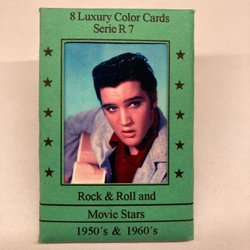 8 Luxury Color Cards
Serie R 7
Rock & Roll and
Movie Stars
1950´s & 1960´s